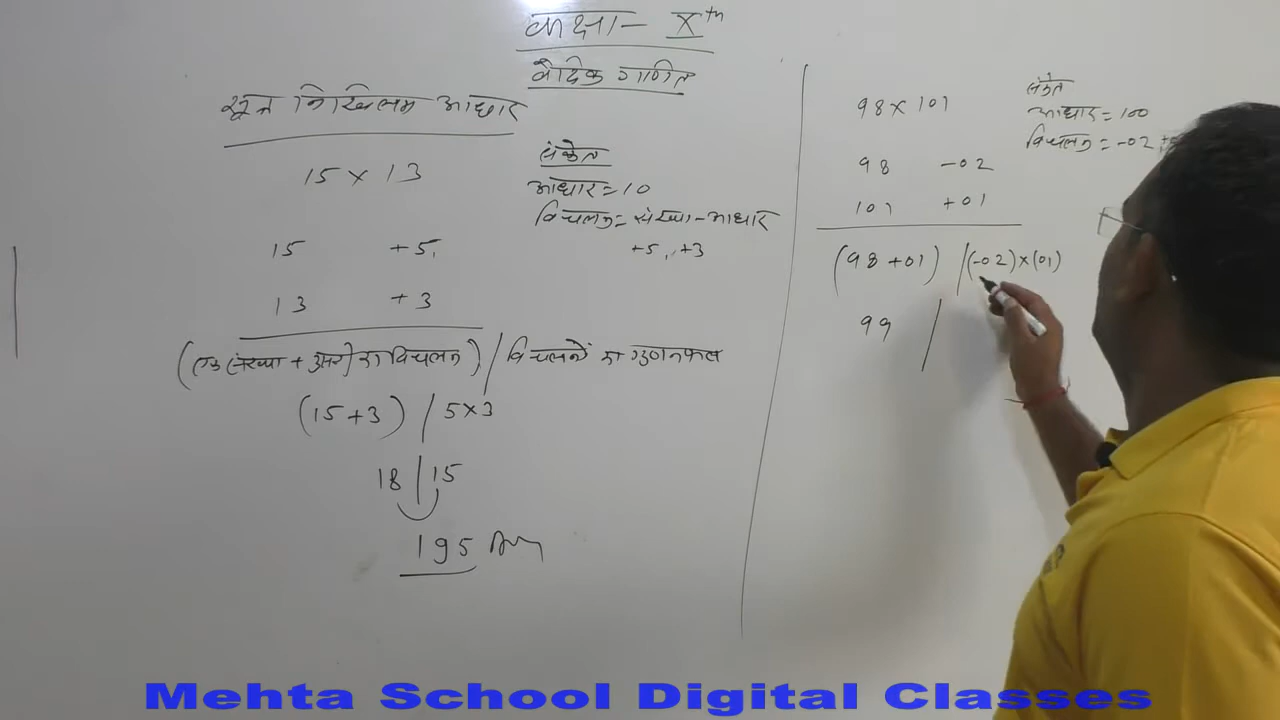 कक्षा - Xth
वैदिक गणित
सूत्र निखिलम आधार
15 × 13
संकेत
आधार = 10
विचलन = संख्या - आधार
+5, +3
15 +5
13 +3
(एक संख्या + दूसरी का विचलन) / विचलनों का गुणनफल
(15+3) / 5×3
18 / 15
195 Ans
98 × 101
संकेत
आधार = 100
विचलन = -02
98 -02
101 +01
(98 +01) / (-02)×(01)
99 /
Mehta School Digital Classes